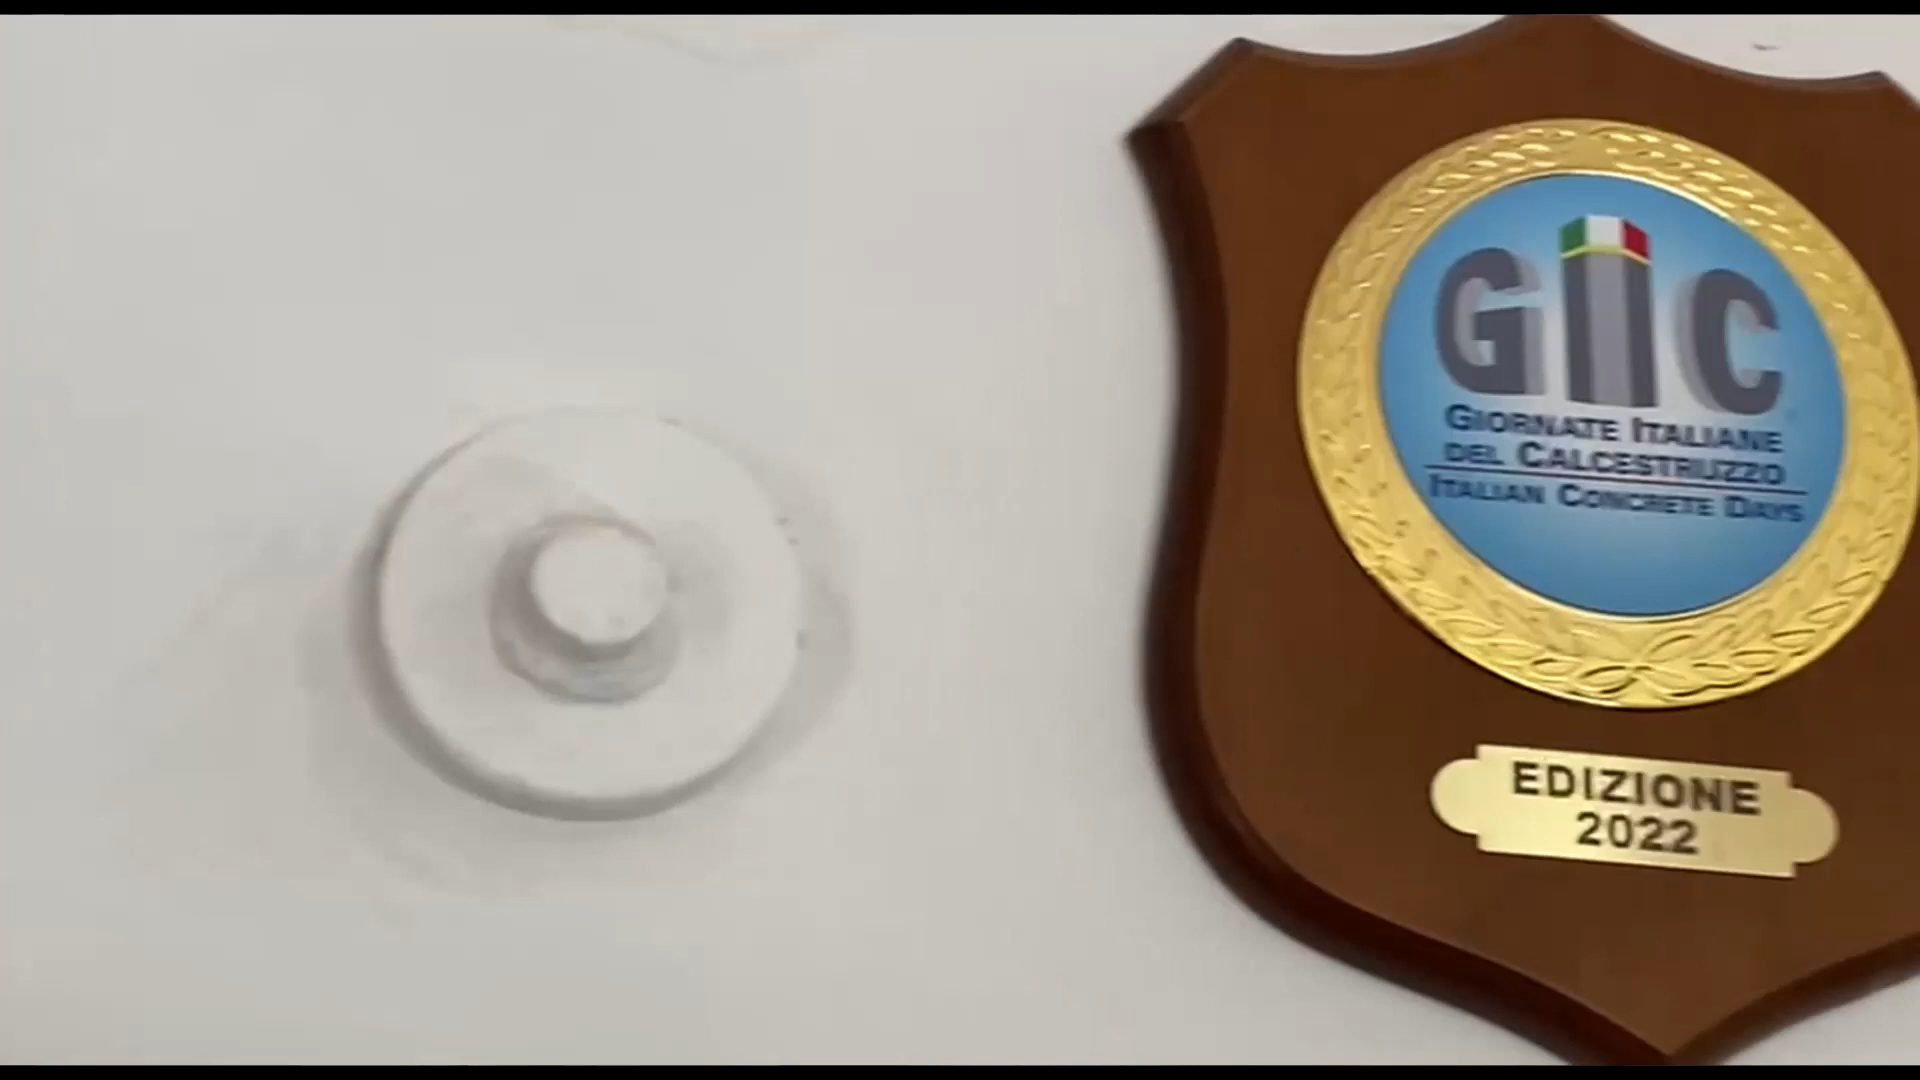 GIC
GIORNATE ITALIANE
DEL CALCESTRUZZO
ITALIAN CONCRETE DAYS
EDIZIONE
2022